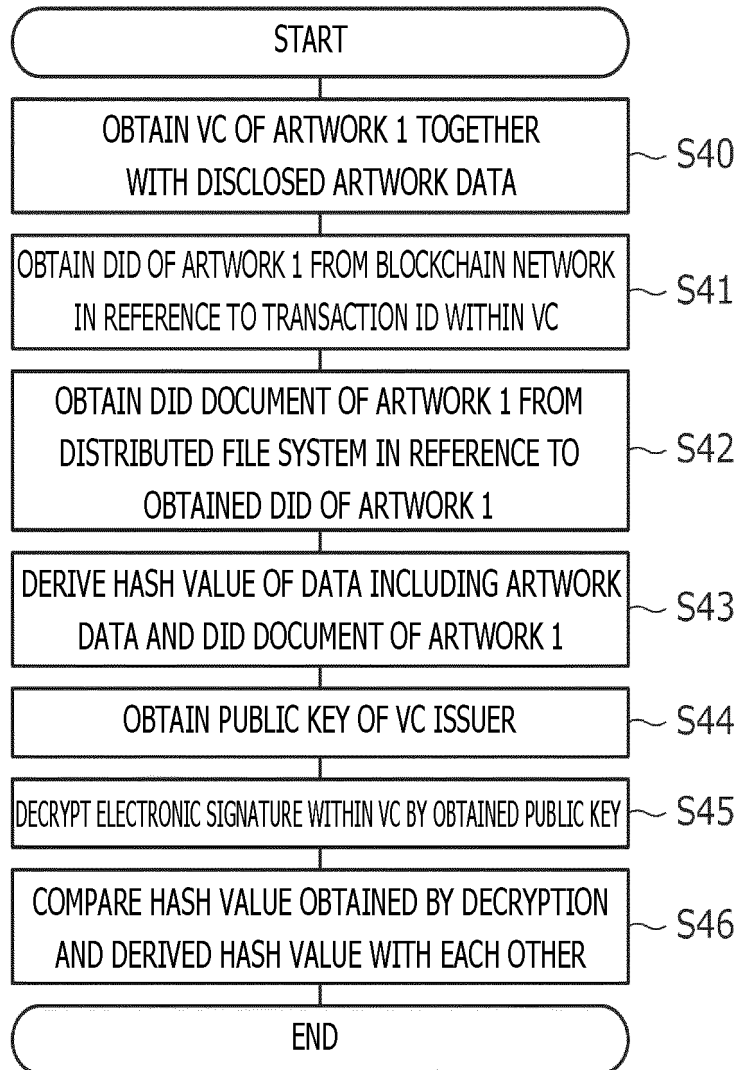 START
OBTAIN VC OF ARTWORK 1 TOGETHER
WITH DISCLOSED ARTWORK DATA
S40
OBTAIN DID OF ARTWORK 1 FROM BLOCKCHAIN NETWORK
IN REFERENCE TO TRANSACTION ID WITHIN VC
S41
OBTAIN DID DOCUMENT OF ARTWORK 1 FROM
DISTRIBUTED FILE SYSTEM IN REFERENCE TO
OBTAINED DID OF ARTWORK 1
S42
DERIVE HASH VALUE OF DATA INCLUDING ARTWORK
DATA AND DID DOCUMENT OF ARTWORK 1
S43
OBTAIN PUBLIC KEY OF VC ISSUER
S44
DECRYPT ELECTRONIC SIGNATURE WITHIN VC BY OBTAINED PUBLIC KEY
S45
COMPARE HASH VALUE OBTAINED BY DECRYPTION
AND DERIVED HASH VALUE WITH EACH OTHER
S46
END